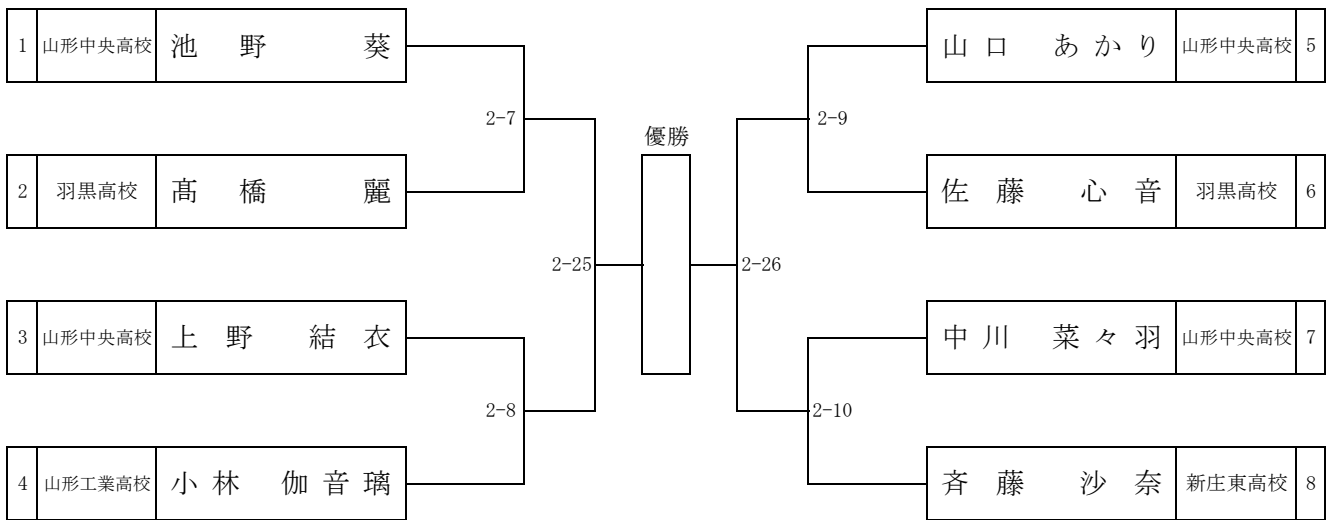 1 山形中央高校 池野 葵
山口 あかり 山形中央高校 5
2-7
2-9
優勝
2 羽黒高校 髙橋 麗
佐藤 心音 羽黒高校 6
2-25
2-26
3 山形中央高校 上野 結衣
中川 菜々羽 山形中央高校 7
2-8
2-10
4 山形工業高校 小林 伽音璃
斉藤 沙奈 新庄東高校 8